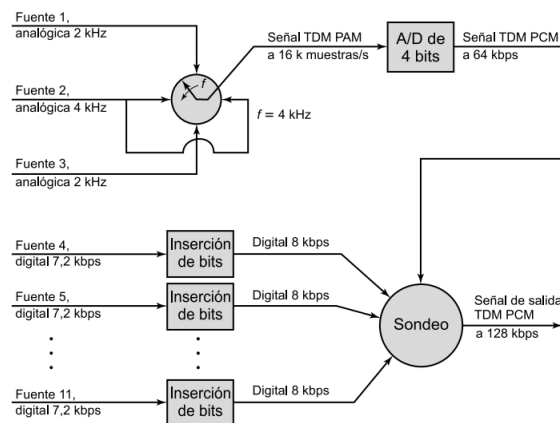 Fuente 1,
analógica 2 kHz
Fuente 2,
analógica 4 kHz
Fuente 3,
analógica 2 kHz
f
f = 4 kHz
Señal TDM PAM
a 16 k muestras/s
A/D de
4 bits
Señal TDM PCM
a 64 kbps
Fuente 4,
digital 7,2 kbps
Inserción
de bits
Digital 8 kbps
Fuente 5,
digital 7,2 kbps
Inserción
de bits
Digital 8 kbps
Fuente 11,
digital 7,2 kbps
Inserción
de bits
Digital 8 kbps
Sondeo
Señal de salida
TDM PCM
a 128 kbps